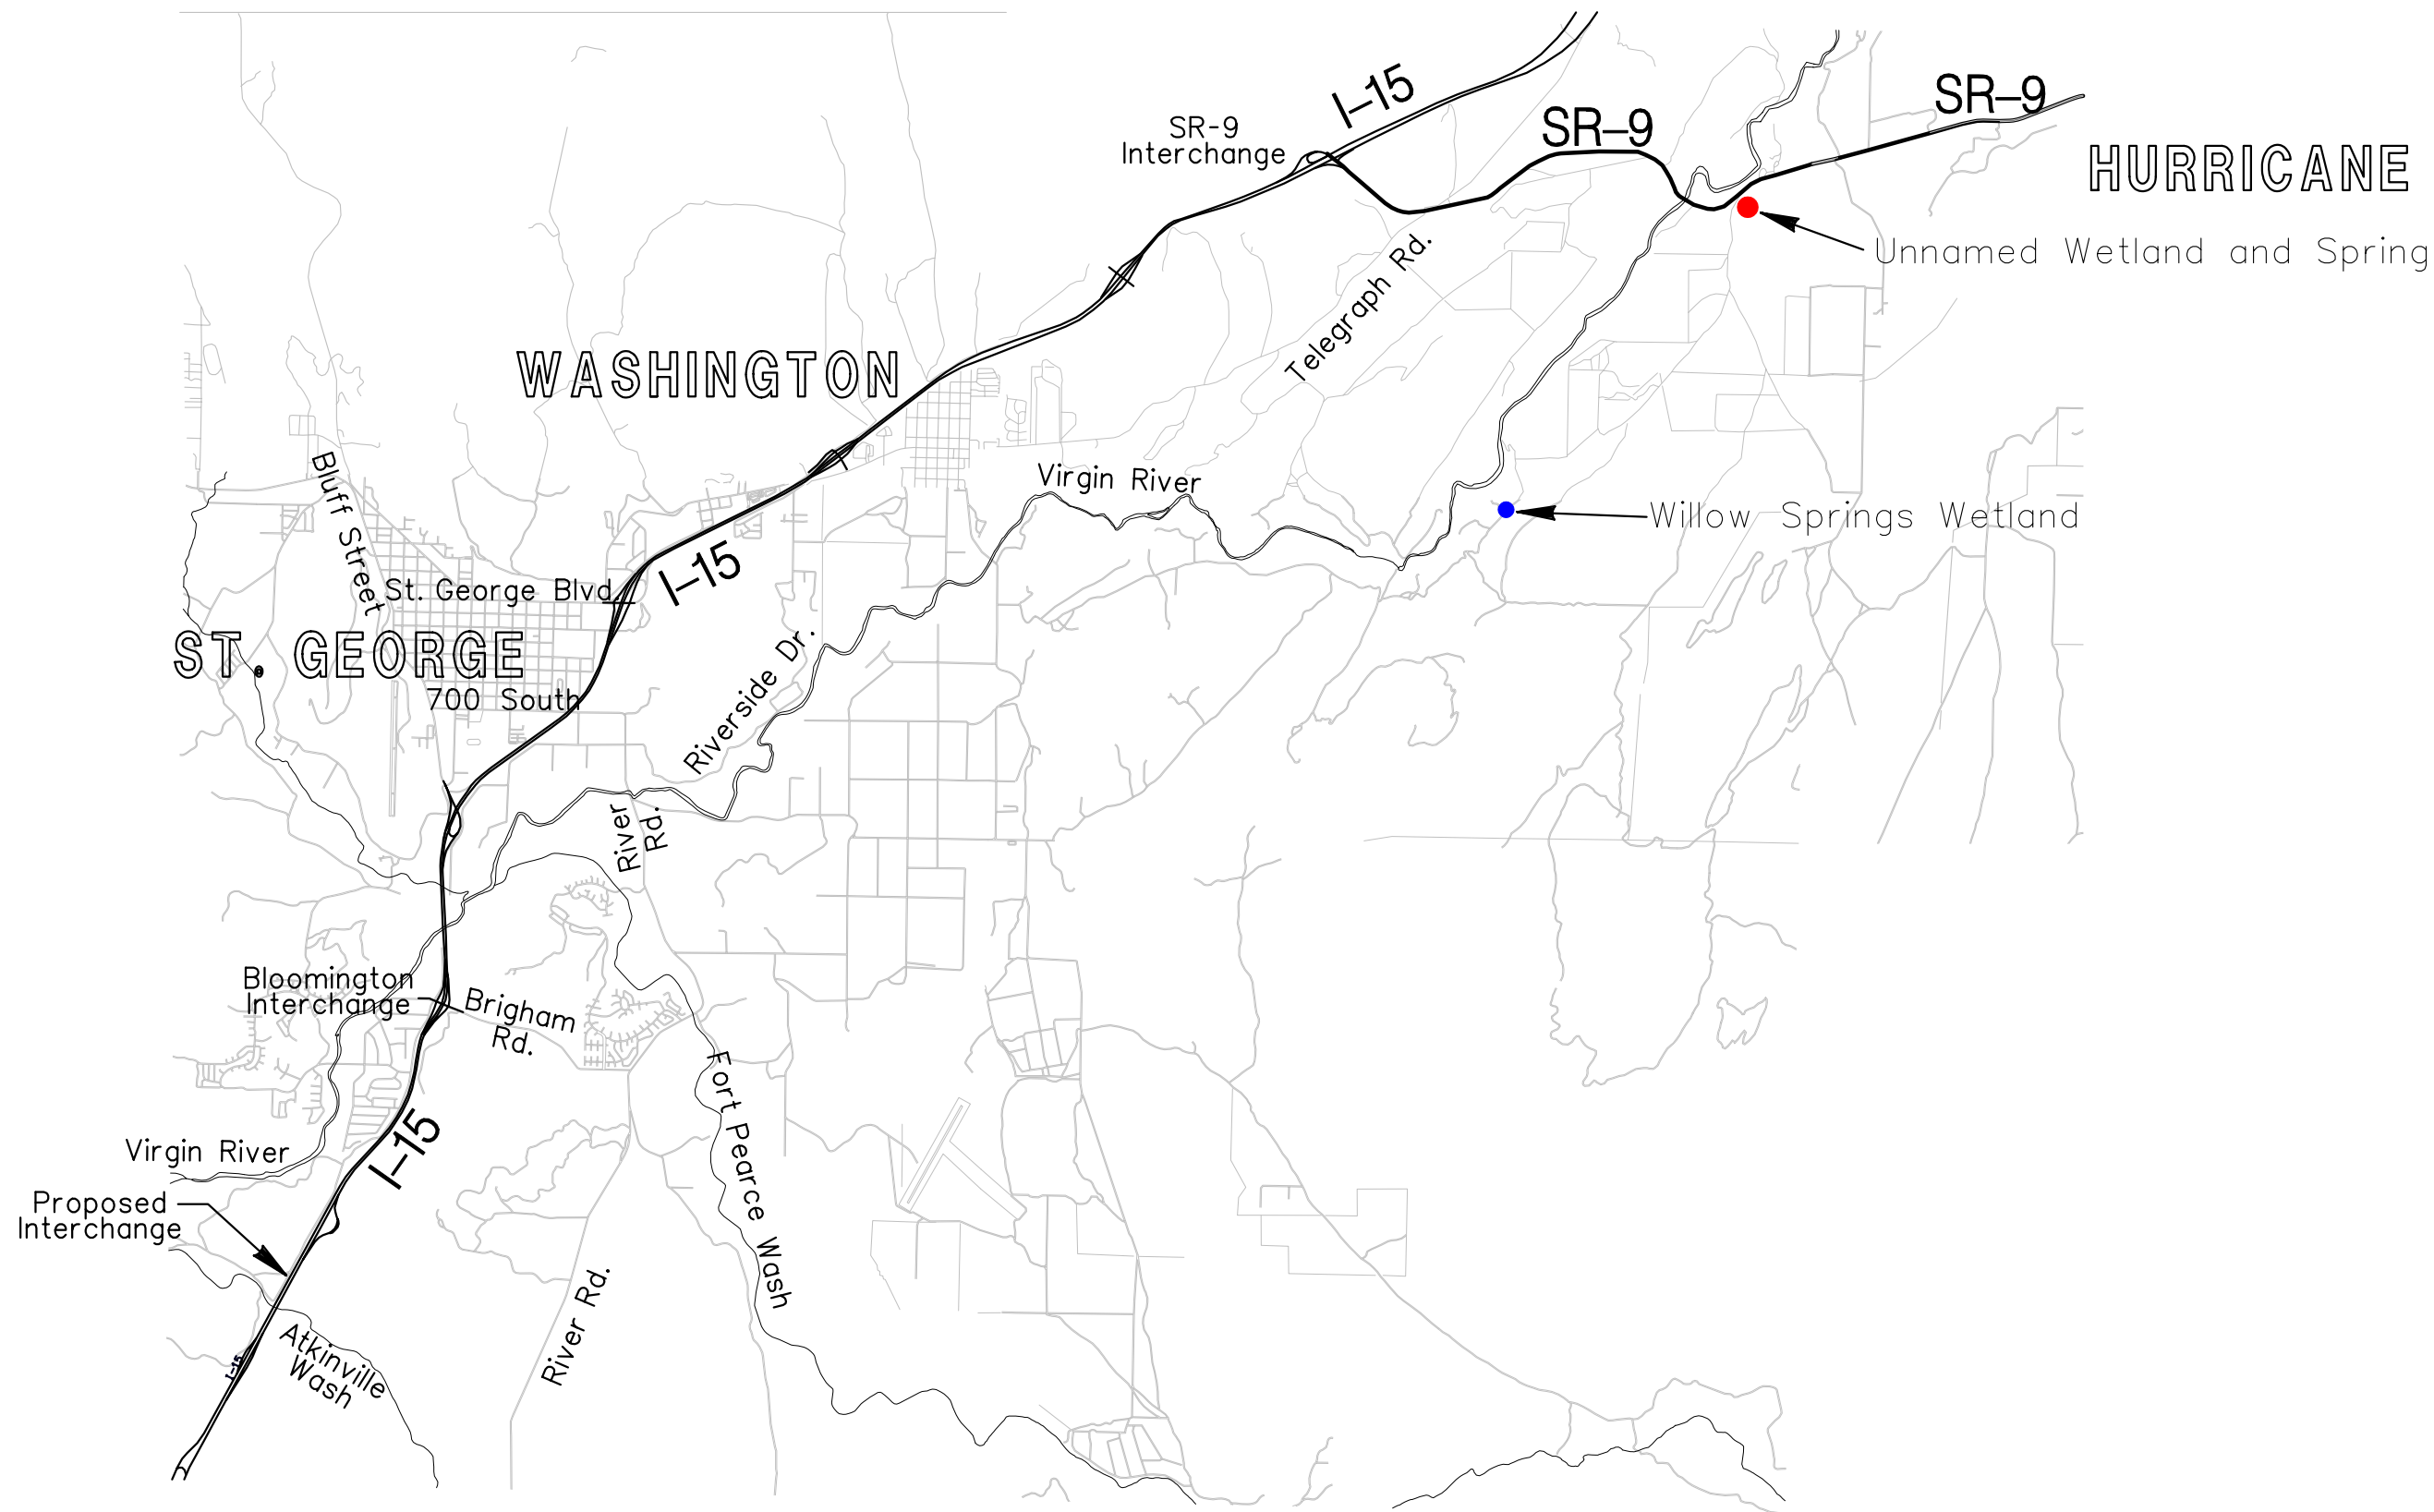 I-15
SR-9
SR-9
SR-9
Interchange
HURRICANE
Unnamed Wetland and Spring
Telegraph Rd.
WASHINGTON
Virgin River
Bluff Street
Willow Springs Wetland
I-15
St. George Blvd.
ST. GEORGE
700 South
Riverside Dr.
River
Rd.
Bloomington
Interchange
Brigham
Rd.
Fort Pearce Wash
I-15
Virgin River
Proposed
Interchange
River Rd.
Atkinville
Wash
I-15